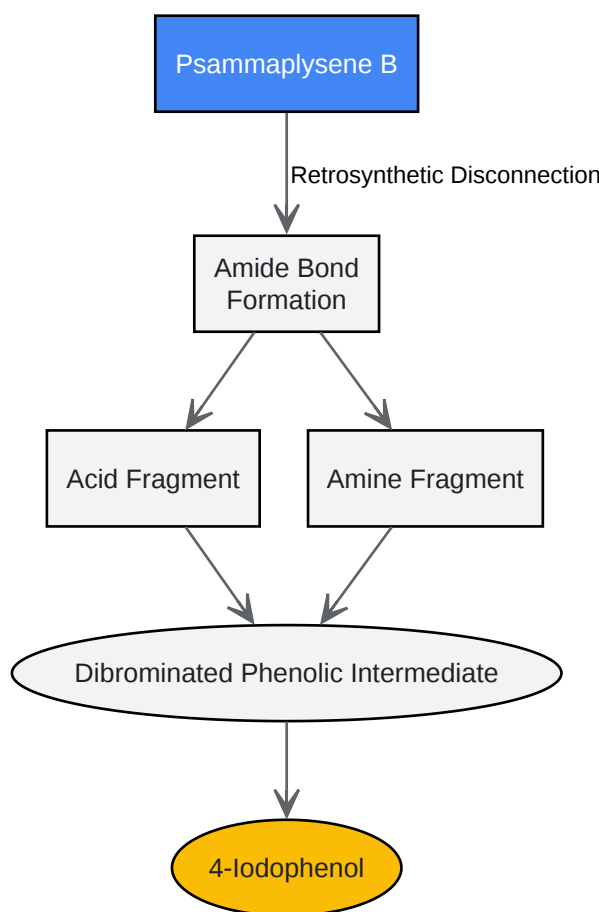 Psammaplysene B
Retrosynthetic Disconnection
Amide Bond
Formation
Acid Fragment
Amine Fragment
Dibrominated Phenolic Intermediate
4-Iodophenol